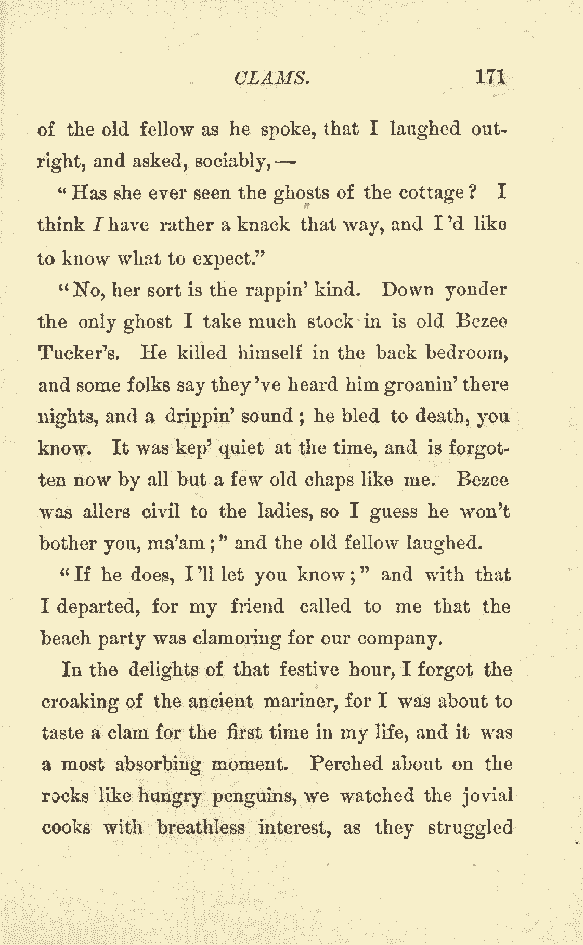 CLAMS. 171
of the old fellow as he spoke, that I laughed out-
right, and asked, sociably,—
"Has she ever seen the ghosts of the cottage? I
think I have rather a knack that way, and I'd like
to know what to expect."
"No, her sort is the rappin' kind. Down yonder
the only ghost I take much stock in is old Bezee
Tucker's. He killed himself in the back bedroom,
and some folks say they've heard him groanin' there
nights, and a drippin' sound; he bled to death, you
know. It was kep' quiet at the time, and is forgot-
ten now by all but a few old chaps like me. Bezee
was allers civil to the ladies, so I guess he won't
bother you, ma'am;" and the old fellow laughed.
"If he does, I'll let you know;" and with that
I departed, for my friend called to me that the
beach party was clamoring for our company.
In the delights of that festive hour, I forgot the
croaking of the ancient mariner, for I was about to
taste a clam for the first time in my life, and it was
a most absorbing moment. Perched about on the
rocks like hungry penguins, we watched the jovial
cooks with breathless interest, as they struggled